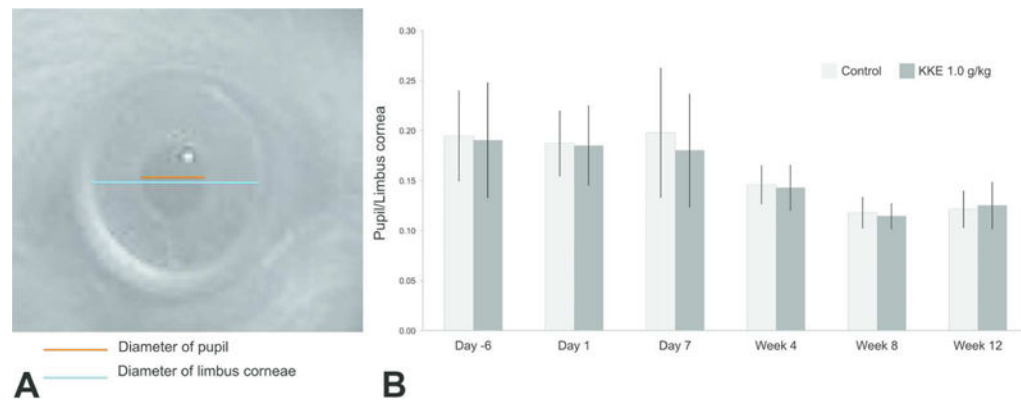 Diameter of pupil
Diameter of limbus corneae
A
B
Pupil/Limbus cornea
0.30
0.25
0.20
0.15
0.10
0.05
0.00
Control
KKE 1.0 g/kg
Day -6
Day 1
Day 7
Week 4
Week 8
Week 12